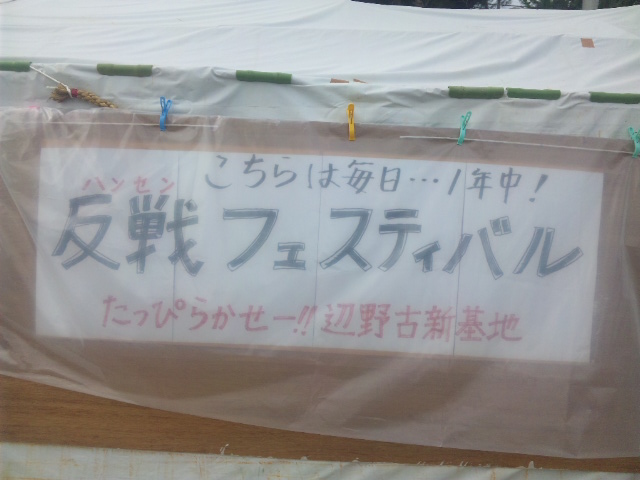 こちらは毎日…1年中!
ハンセン
反戦フェスティバル
たっぴらかせー!!辺野古新基地